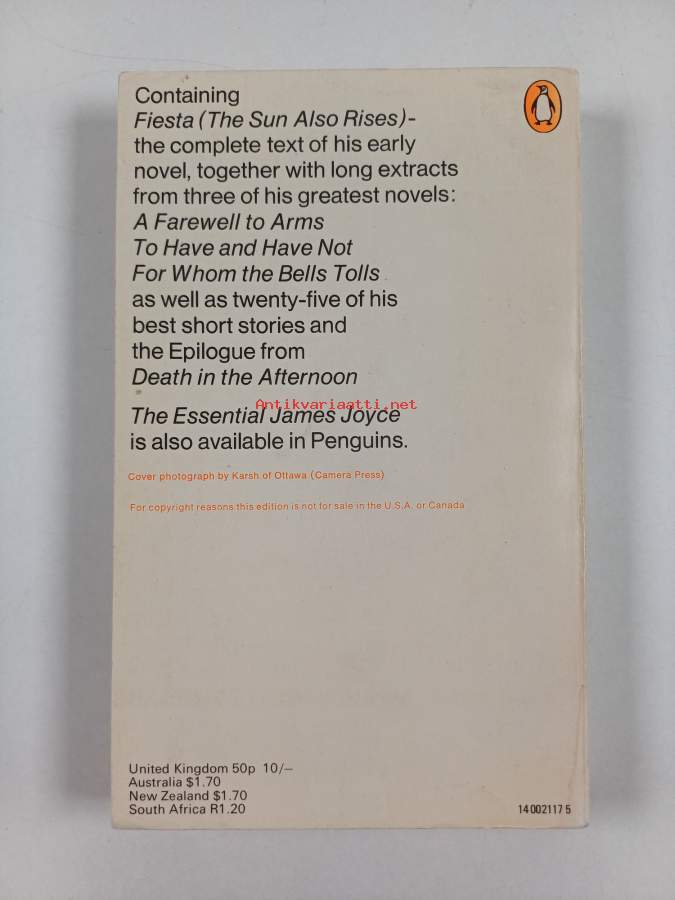 Containing
Fiesta (The Sun Also Rises)-
the complete text of his early
novel, together with long extracts
from three of his greatest novels:
A Farewell to Arms
To Have and Have Not
For Whom the Bells Tolls
as well as twenty-five of his
best short stories and
the Epilogue from
Death in the Afternoon
Antikvariaatti.net
The Essential James Joyce
is also available in Penguins.
Cover photograph by Karsh of Ottawa (Camera Press)
For copyright reasons this edition is not for sale in the U.S.A. or Canada
United Kingdom 50p 10/–
Australia $1.70
New Zealand $1.70
South Africa R1.20
14 002117 5